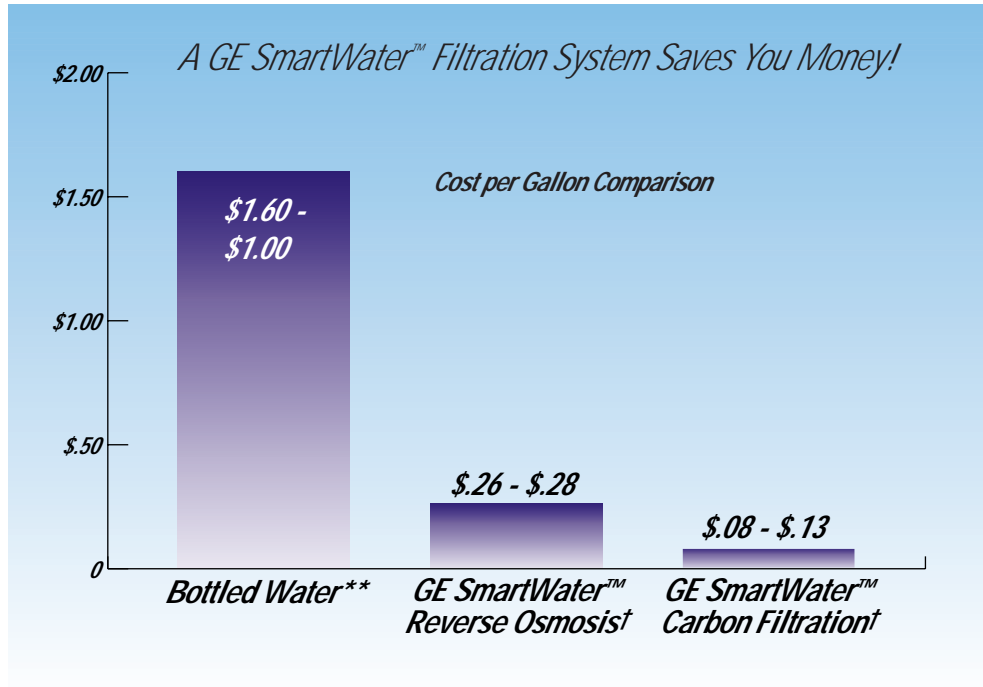 A GE SmartWater™ Filtration System Saves You Money!
$2.00
Cost per Gallon Comparison
$1.50
$1.60 -
$1.00
$1.00
$.50
$.26 - $.28
$.08 - $.13
0
Bottled Water**
GE SmartWater™
Reverse Osmosis†
GE SmartWater™
Carbon Filtration†